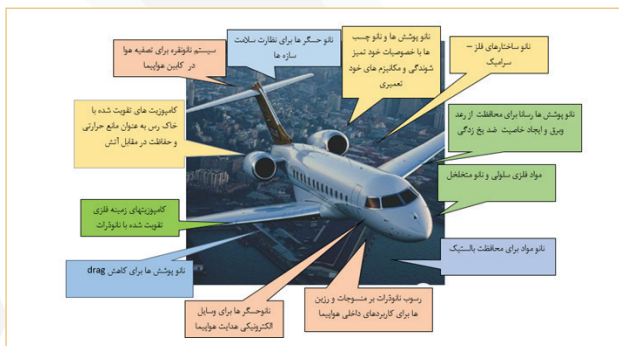 سیستم نانونقره برای تصفیه هوا
در کابین هواپیما
نانو حسگر ها برای نظارت سلامت
سازه ها
نانو پوشش ها و نانو چسب
ها با خصوصیات خود تمیز
شوندگی و مکانیزم های خود
تعمیری
نانو ساختارهای فلز –
سرامیک
کامپوزیت های تقویت شده با
خاک رس به عنوان مانع حرارتی
و حفاظت در مقابل آتش
نانو پوشش ها رسانا برای محافظت از رعد
وبرق و ایجاد خاصیت ضد یخ زدگی
مواد فلزی سلولی و نانو متخلخل
کامپوزیتهای زمینه فلزی
تقویت شده با نانوذرات
نانو مواد برای محافظت بالستیک
نانو پوشش ها برای کاهش drag
نانوحسگر ها برای وسایل
الکترونیکی هدایت هواپیما
رسوب نانوذرات بر منسوجات و رزین
ها برای کاربردهای داخلی هواپیما